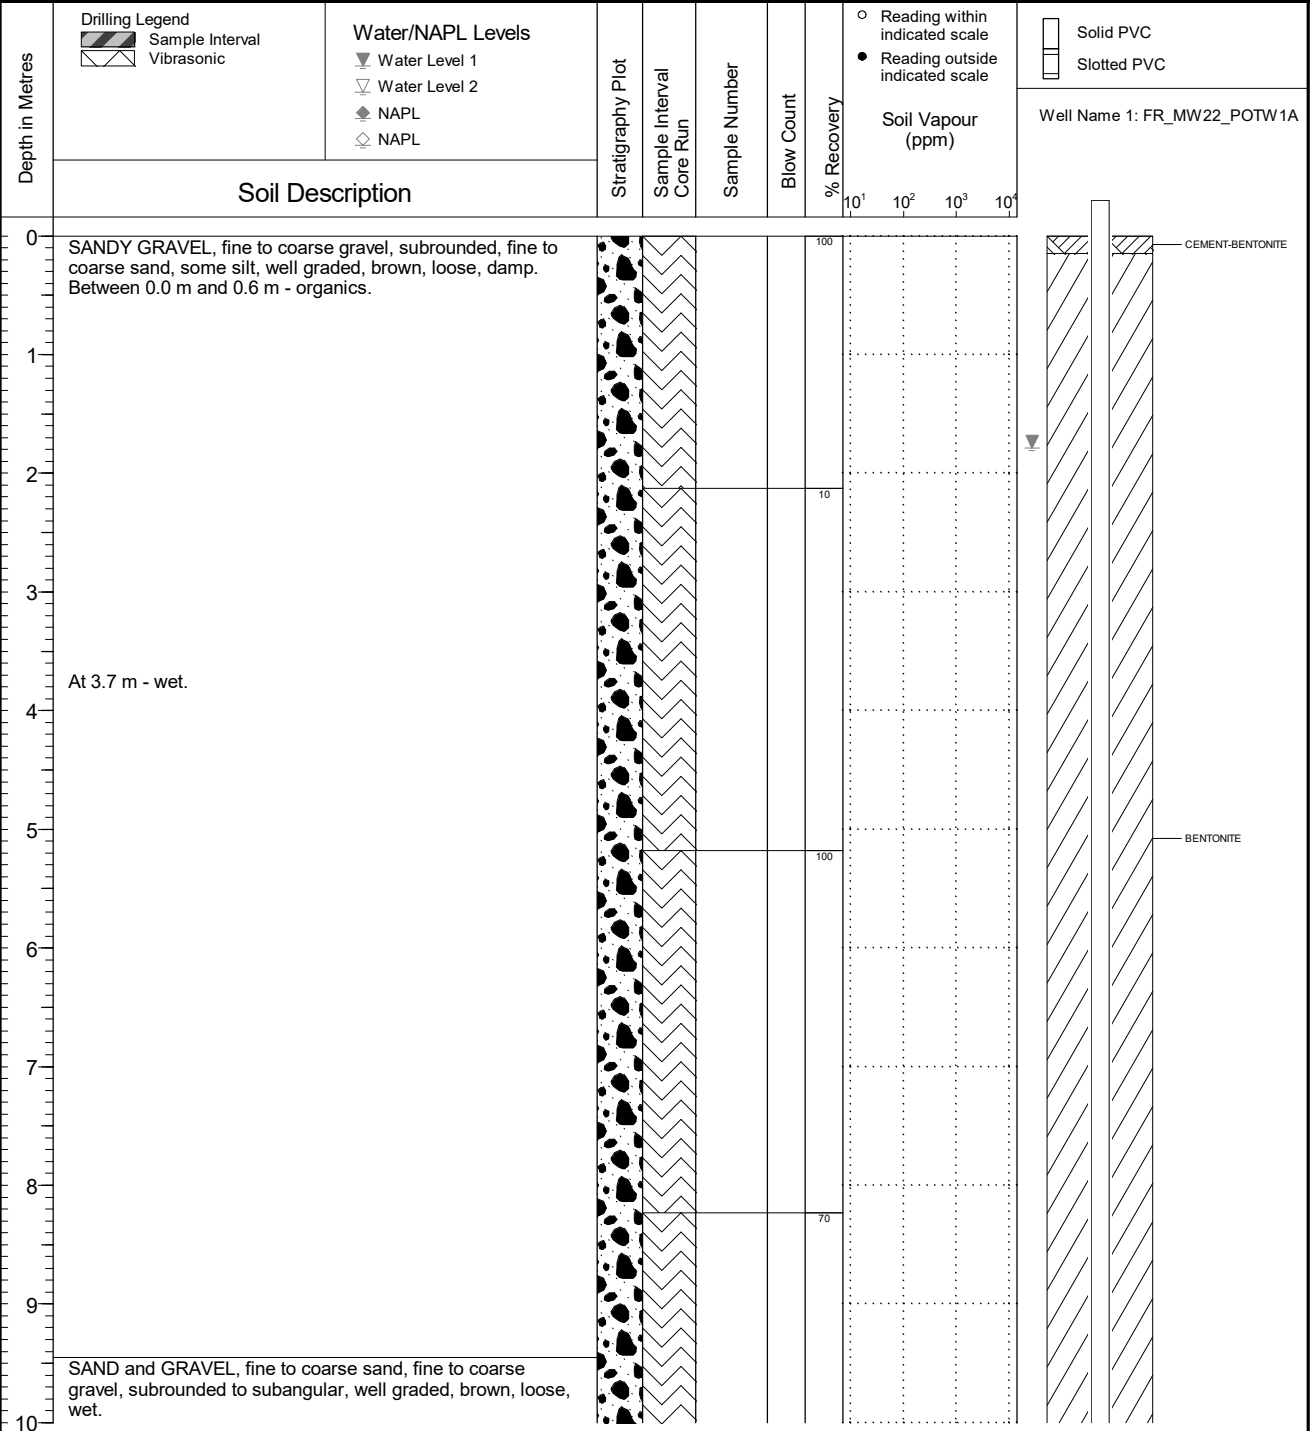 Drilling Legend
Sample Interval
Vibrasonic
Water/NAPL Levels
Water Level 1
Water Level 2
NAPL
NAPL
Depth in Metres
Soil Description
Stratigraphy Plot
Sample Interval
Core Run
Sample Number
Blow Count
% Recovery
Reading within
indicated scale
Reading outside
indicated scale
Soil Vapour
(ppm)
10¹ 10² 10³ 10⁴
Solid PVC
Slotted PVC
Well Name 1: FR_MW22_POTW1A
0
SANDY GRAVEL, fine to coarse gravel, subrounded, fine to
coarse sand, some silt, well graded, brown, loose, damp.
Between 0.0 m and 0.6 m - organics.
100
CEMENT-BENTONITE
1
2
10
3
At 3.7 m - wet.
4
5
100
BENTONITE
6
7
8
70
9
SAND and GRAVEL, fine to coarse sand, fine to coarse
gravel, subrounded to subangular, well graded, brown, loose,
wet.
10